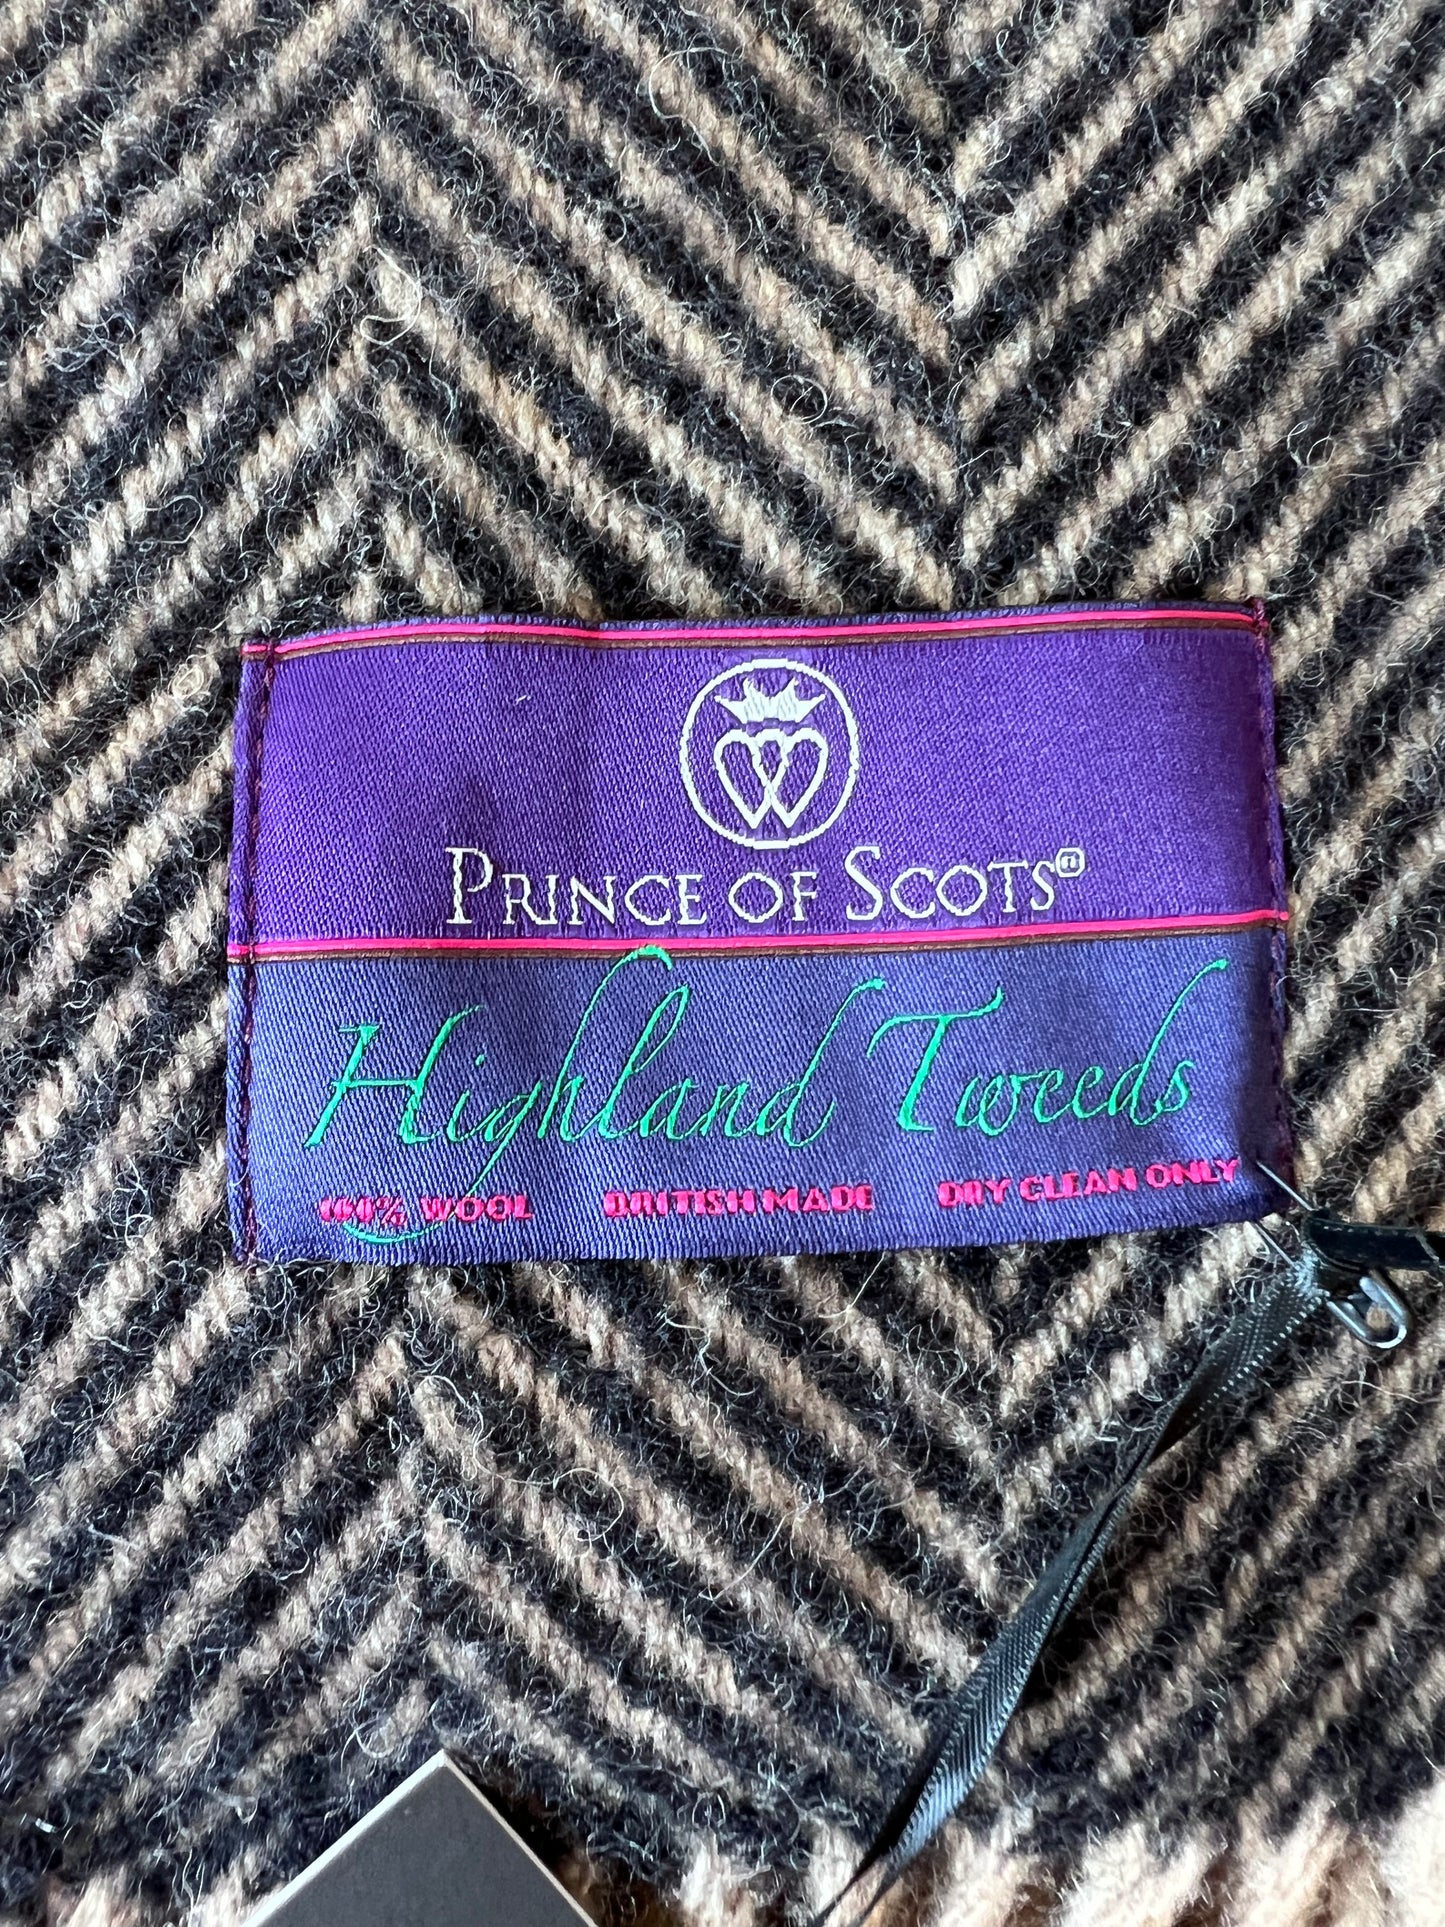 PRINCE OF SCOTS®
Highland Tweeds
100% WOOL BRITISH MADE DRY CLEAN ONLY